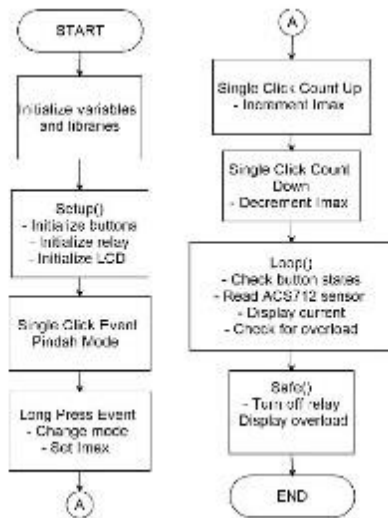 START
Initialize variables
and libraries
Setup()
- Initialize buttons
- Initialize relay
- Initialize LCD
Single Click Event
Pindah Mode
Long Press Event
- Change mode
- Set Imax
A
A
Single Click Count Up
- Increment Imax
Single Click Count
Down
- Decrement Imax
Loop()
- Check button states
- Read ACS712 sensor
- Display current
- Check for overload
Safe()
- Turn off relay
Display overload
END